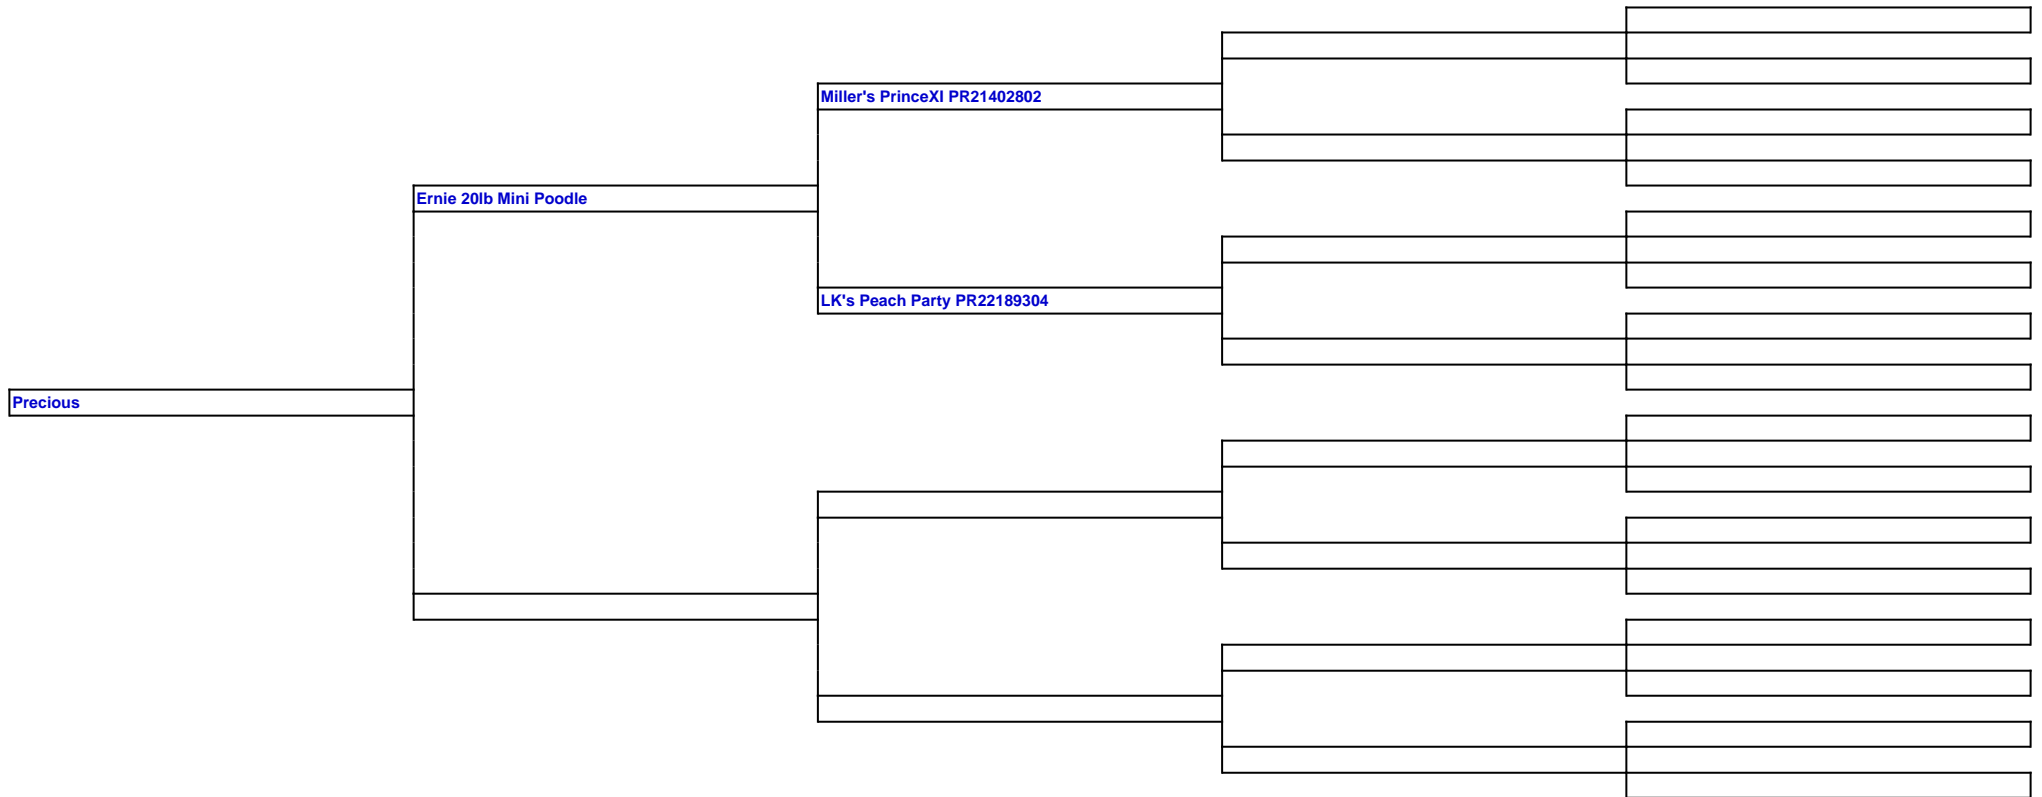 Miller's PrinceXI PR21402802
Ernie 20lb Mini Poodle
LK's Peach Party PR22189304
Precious